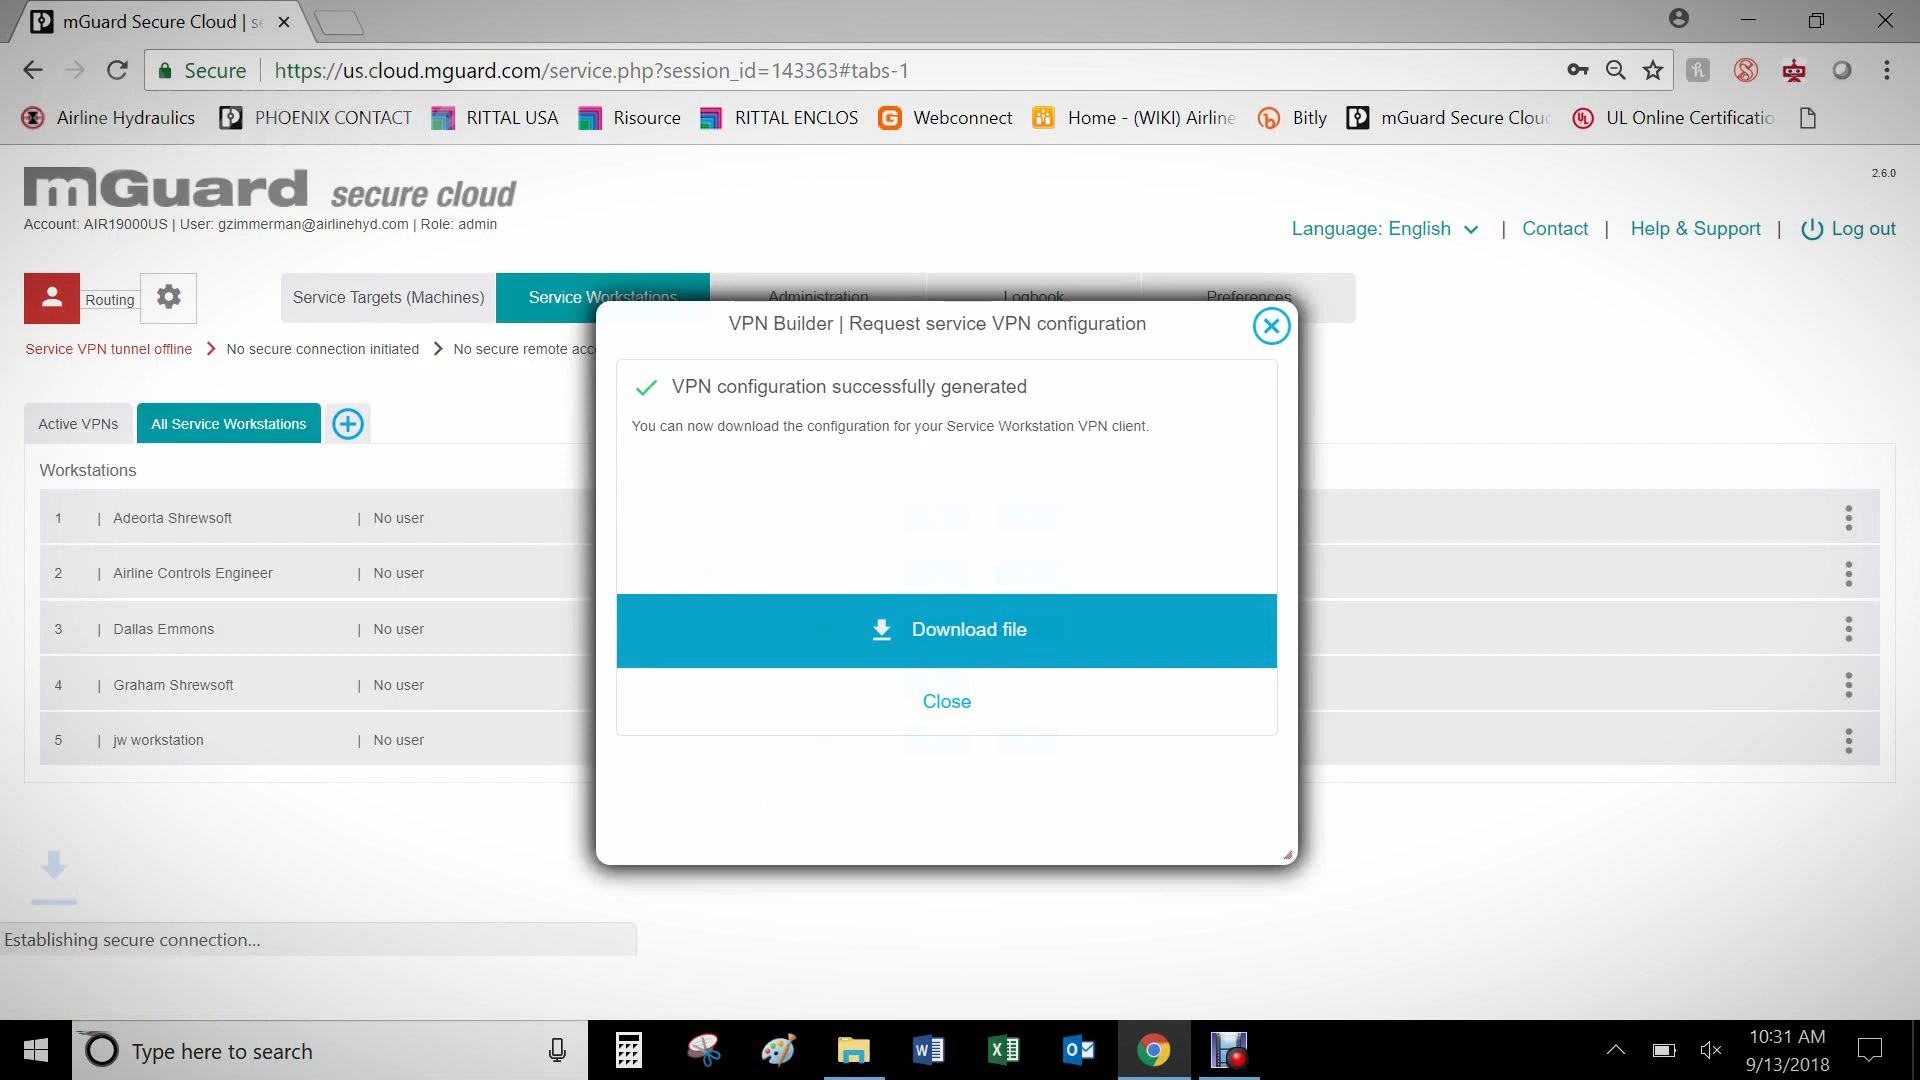 mGuard Secure Cloud | se
Secure
https://us.cloud.mguard.com/service.php?session_id=143363#tabs-1
Airline Hydraulics
PHOENIX CONTACT
RITTAL USA
Risource
RITTAL ENCLOS
Webconnect
Home - (WIKI) Airline
Bitly
mGuard Secure Clou
UL Online Certificatio
mGuard secure cloud
2.6.0
Account: AIR19000US | User: gzimmerman@airlinehyd.com | Role: admin
Language: English | Contact | Help & Support | Log out
Routing
Service Targets (Machines)
Service Workstations
Administration
Logbook
Preferences
Service VPN tunnel offline > No secure connection initiated > No secure remote acc
VPN Builder | Request service VPN configuration
VPN configuration successfully generated
You can now download the configuration for your Service Workstation VPN client.
Download file
Close
Active VPNs
All Service Workstations
Workstations
1 | Adeorta Shrewsoft | No user
2 | Airline Controls Engineer | No user
3 | Dallas Emmons | No user
4 | Graham Shrewsoft | No user
5 | jw workstation | No user
Establishing secure connection...
Type here to search
10:31 AM
9/13/2018